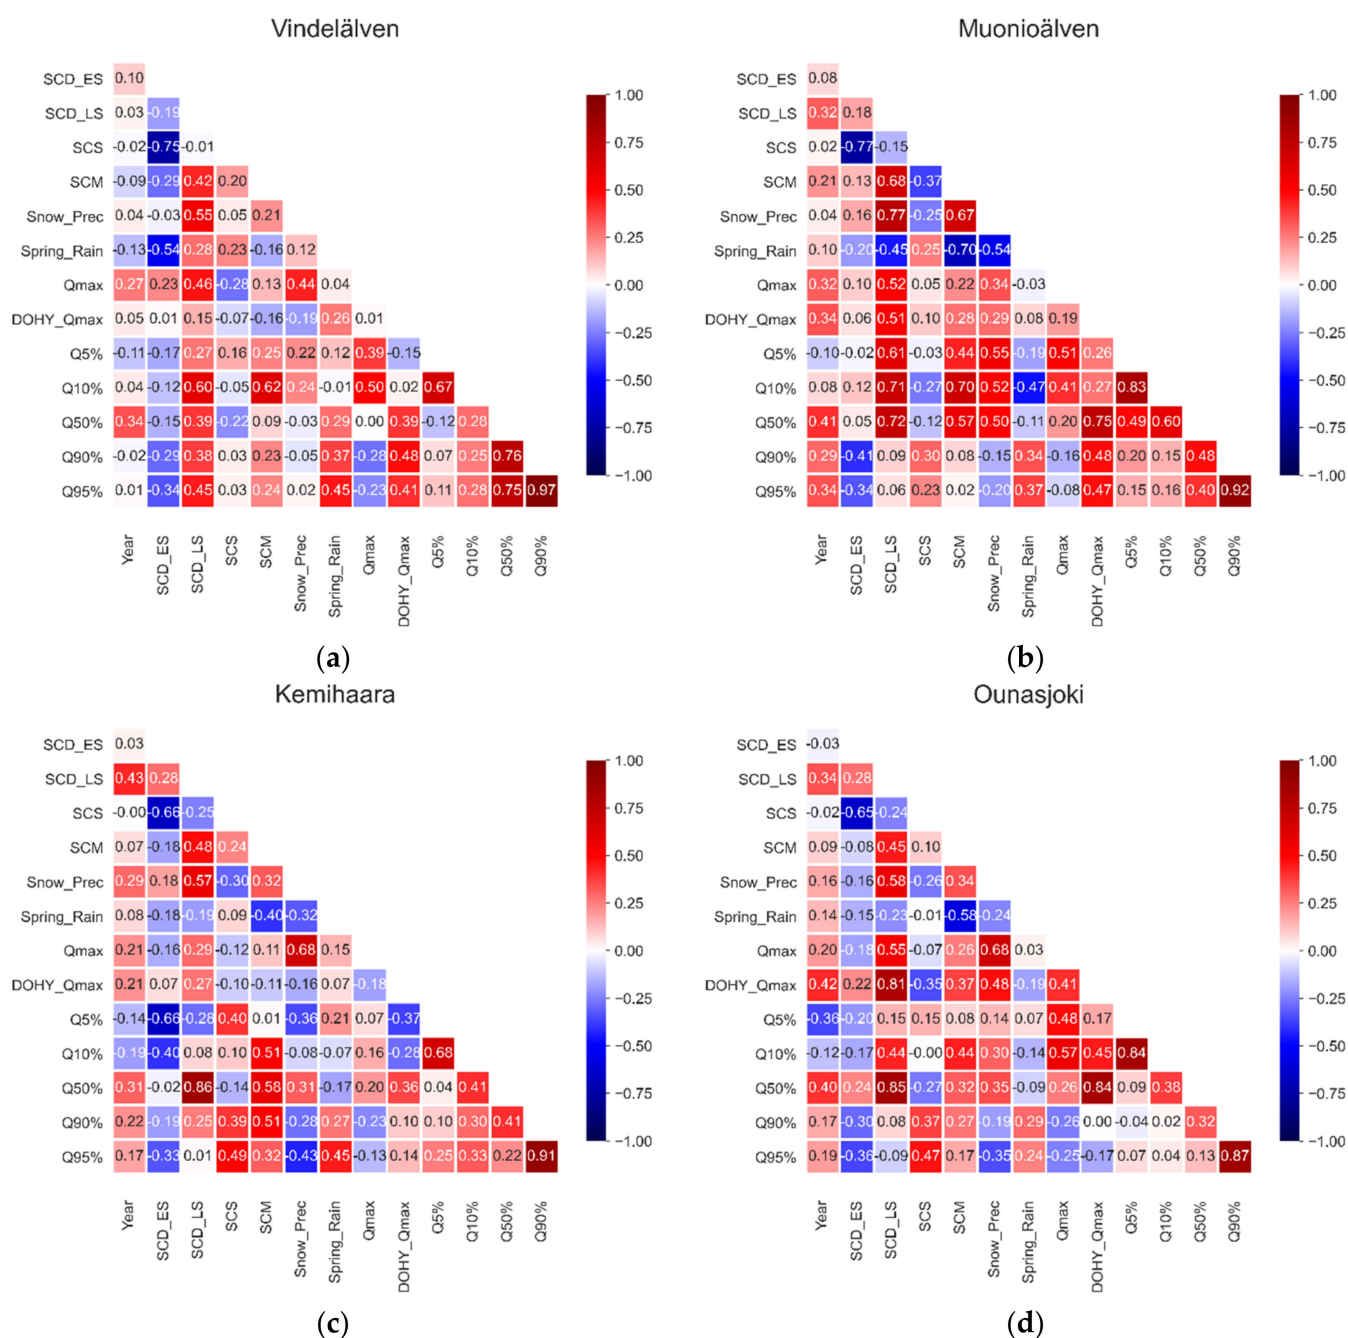 Vindelälven
SCD_ES 0.10
SCD_LS 0.03 -0.19
SCS -0.02 -0.75 -0.01
SCM -0.09 -0.29 0.42 0.20
Snow_Prec 0.04 -0.03 0.55 0.05 0.21
Spring_Rain -0.13 -0.54 0.28 0.23 -0.16 0.12
Qmax 0.27 0.23 0.46 -0.28 0.13 0.44 0.04
DOHY_Qmax 0.05 0.01 0.15 -0.07 -0.16 -0.19 0.26 0.01
Q5% -0.11 -0.17 0.27 0.16 0.25 0.22 0.12 0.39 -0.15
Q10% 0.04 -0.12 0.60 -0.05 0.62 0.24 -0.01 0.50 0.02 0.67
Q50% 0.34 -0.15 0.39 -0.22 0.09 -0.03 0.29 0.00 0.39 -0.12 0.28
Q90% -0.02 -0.29 0.38 0.03 0.23 -0.05 0.37 -0.28 0.48 0.07 0.25 0.76
Q95% 0.01 -0.34 0.45 0.03 0.24 0.02 0.45 -0.23 0.41 0.11 0.28 0.75 0.97
Year SCD_ES SCD_LS SCS SCM Snow_Prec Spring_Rain Qmax DOHY_Qmax Q5% Q10% Q50% Q90%
1.00
0.75
0.50
0.25
0.00
-0.25
-0.50
-0.75
-1.00
(a)
Muonioälven
SCD_ES 0.08
SCD_LS 0.32 0.18
SCS 0.02 -0.77 -0.15
SCM 0.21 0.13 0.68 -0.37
Snow_Prec 0.04 0.16 0.77 -0.25 0.67
Spring_Rain 0.10 -0.20 -0.45 0.25 -0.70 -0.54
Qmax 0.32 0.10 0.52 0.05 0.22 0.34 -0.03
DOHY_Qmax 0.34 0.06 0.51 0.10 0.28 0.29 0.08 0.19
Q5% -0.10 -0.02 0.61 -0.03 0.44 0.55 -0.19 0.51 0.26
Q10% 0.08 0.12 0.71 -0.27 0.70 0.52 -0.47 0.41 0.27 0.83
Q50% 0.41 0.05 0.72 -0.12 0.57 0.50 -0.11 0.20 0.75 0.49 0.60
Q90% 0.29 -0.41 0.09 0.30 0.08 -0.15 0.34 -0.16 0.48 0.20 0.15 0.48
Q95% 0.34 -0.34 0.06 0.23 0.02 -0.20 0.37 -0.08 0.47 0.15 0.16 0.40 0.92
Year SCD_ES SCD_LS SCS SCM Snow_Prec Spring_Rain Qmax DOHY_Qmax Q5% Q10% Q50% Q90%
1.00
0.75
0.50
0.25
0.00
-0.25
-0.50
-0.75
-1.00
(b)
Kemihaara
SCD_ES 0.03
SCD_LS 0.43 0.28
SCS -0.00 -0.66 -0.25
SCM 0.07 -0.18 0.48 0.24
Snow_Prec 0.29 0.18 0.57 -0.30 0.32
Spring_Rain 0.08 -0.18 -0.19 0.09 -0.40 -0.32
Qmax 0.21 -0.16 0.29 -0.12 0.11 0.68 0.15
DOHY_Qmax 0.21 0.07 0.27 -0.10 -0.11 -0.16 0.07 -0.18
Q5% -0.14 -0.66 -0.28 0.40 0.01 -0.36 0.21 0.07 -0.37
Q10% -0.19 -0.40 0.08 0.10 0.51 -0.08 -0.07 0.16 -0.28 0.68
Q50% 0.31 -0.02 0.86 -0.14 0.58 0.31 -0.17 0.20 0.36 0.04 0.41
Q90% 0.22 -0.19 0.25 0.39 0.51 -0.28 0.27 -0.23 0.10 0.10 0.30 0.41
Q95% 0.17 -0.33 0.01 0.49 0.32 -0.43 0.45 -0.13 0.14 0.25 0.33 0.22 0.91
Year SCD_ES SCD_LS SCS SCM Snow_Prec Spring_Rain Qmax DOHY_Qmax Q5% Q10% Q50% Q90%
1.00
0.75
0.50
0.25
0.00
-0.25
-0.50
-0.75
-1.00
(c)
Ounasjoki
SCD_ES -0.03
SCD_LS 0.34 0.28
SCS -0.02 -0.65 -0.24
SCM 0.09 -0.08 0.45 0.10
Snow_Prec 0.16 -0.16 0.58 -0.26 0.34
Spring_Rain 0.14 -0.15 -0.23 -0.01 -0.58 -0.24
Qmax 0.20 -0.18 0.55 -0.07 0.26 0.68 0.03
DOHY_Qmax 0.42 0.22 0.81 -0.35 0.37 0.48 -0.19 0.41
Q5% -0.36 -0.20 0.15 0.15 0.08 0.14 0.07 0.48 0.17
Q10% -0.12 -0.17 0.44 -0.00 0.44 0.30 -0.14 0.57 0.45 0.84
Q50% 0.40 0.24 0.85 -0.27 0.32 0.35 -0.09 0.26 0.84 0.09 0.38
Q90% 0.17 -0.30 0.08 0.37 0.27 -0.19 0.29 -0.26 0.00 -0.04 0.02 0.32
Q95% 0.19 -0.36 -0.09 0.47 0.17 -0.35 0.24 -0.25 -0.17 0.07 0.04 0.13 0.87
Year SCD_ES SCD_LS SCS SCM Snow_Prec Spring_Rain Qmax DOHY_Qmax Q5% Q10% Q50% Q90%
1.00
0.75
0.50
0.25
0.00
-0.25
-0.50
-0.75
-1.00
(d)